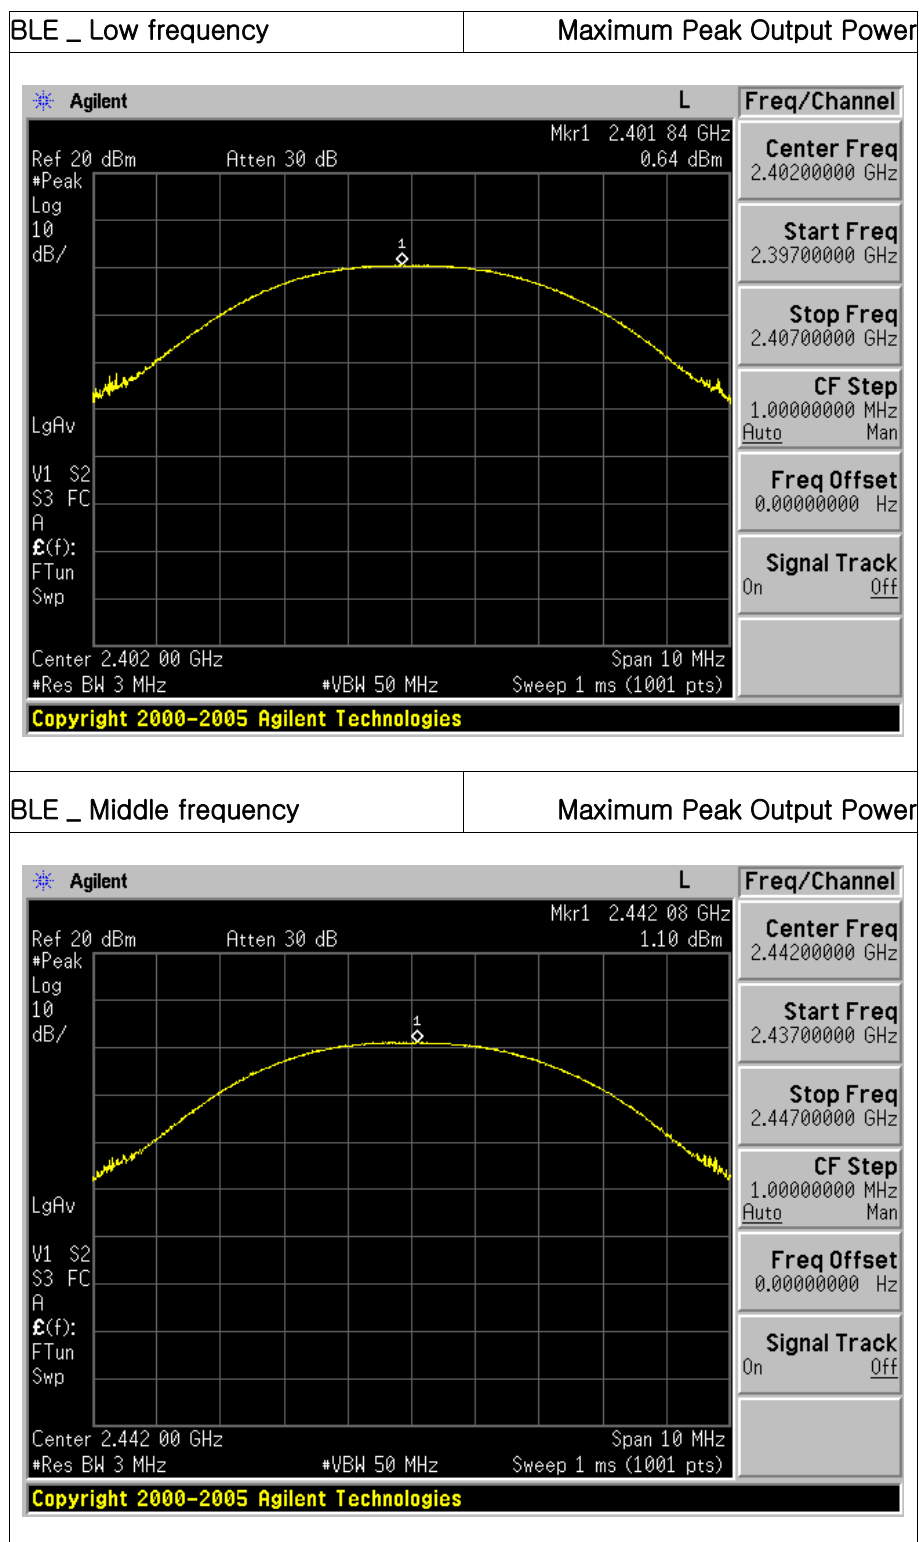 BLE _ Low frequency Maximum Peak Output Power
Agilent L Freq/Channel
Mkr1 2.401 84 GHz
Ref 20 dBm Atten 30 dB 0.64 dBm
#Peak
Log
10
dB/
1
LgAv
V1 S2
S3 FC
A
£(f):
FTun
Swp
Center 2.402 00 GHz Span 10 MHz
#Res BW 3 MHz #VBW 50 MHz Sweep 1 ms (1001 pts)
Copyright 2000-2005 Agilent Technologies
Center Freq
2.40200000 GHz
Start Freq
2.39700000 GHz
Stop Freq
2.40700000 GHz
CF Step
1.00000000 MHz
Auto Man
Freq Offset
0.00000000 Hz
Signal Track
On Off
BLE _ Middle frequency Maximum Peak Output Power
Agilent L Freq/Channel
Mkr1 2.442 08 GHz
Ref 20 dBm Atten 30 dB 1.10 dBm
#Peak
Log
10
dB/
1
LgAv
V1 S2
S3 FC
A
£(f):
FTun
Swp
Center 2.442 00 GHz Span 10 MHz
#Res BW 3 MHz #VBW 50 MHz Sweep 1 ms (1001 pts)
Copyright 2000-2005 Agilent Technologies
Center Freq
2.44200000 GHz
Start Freq
2.43700000 GHz
Stop Freq
2.44700000 GHz
CF Step
1.00000000 MHz
Auto Man
Freq Offset
0.00000000 Hz
Signal Track
On Off